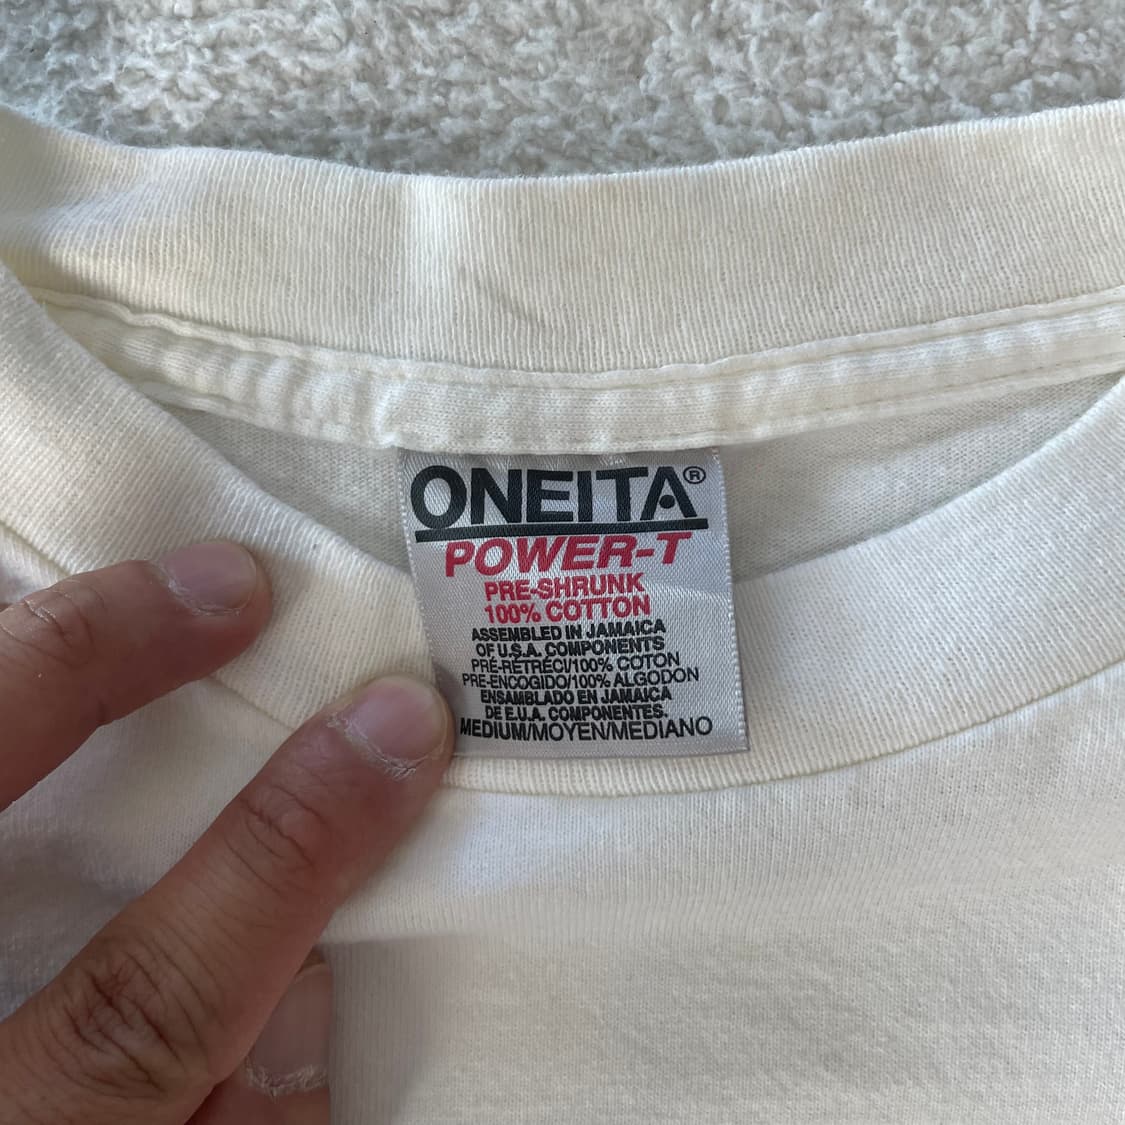 ONEITA®
POWER-T
PRE-SHRUNK
100% COTTON
ASSEMBLED IN JAMAICA
OF U.S.A. COMPONENTS
PRÉ-RÉTRÉCI/100% COTON
PRE-ENCOGIDO/100% ALGODON
ENSAMBLADO EN JAMAICA
DE E.U.A. COMPONENTES.
MEDIUM/MOYEN/MEDIANO